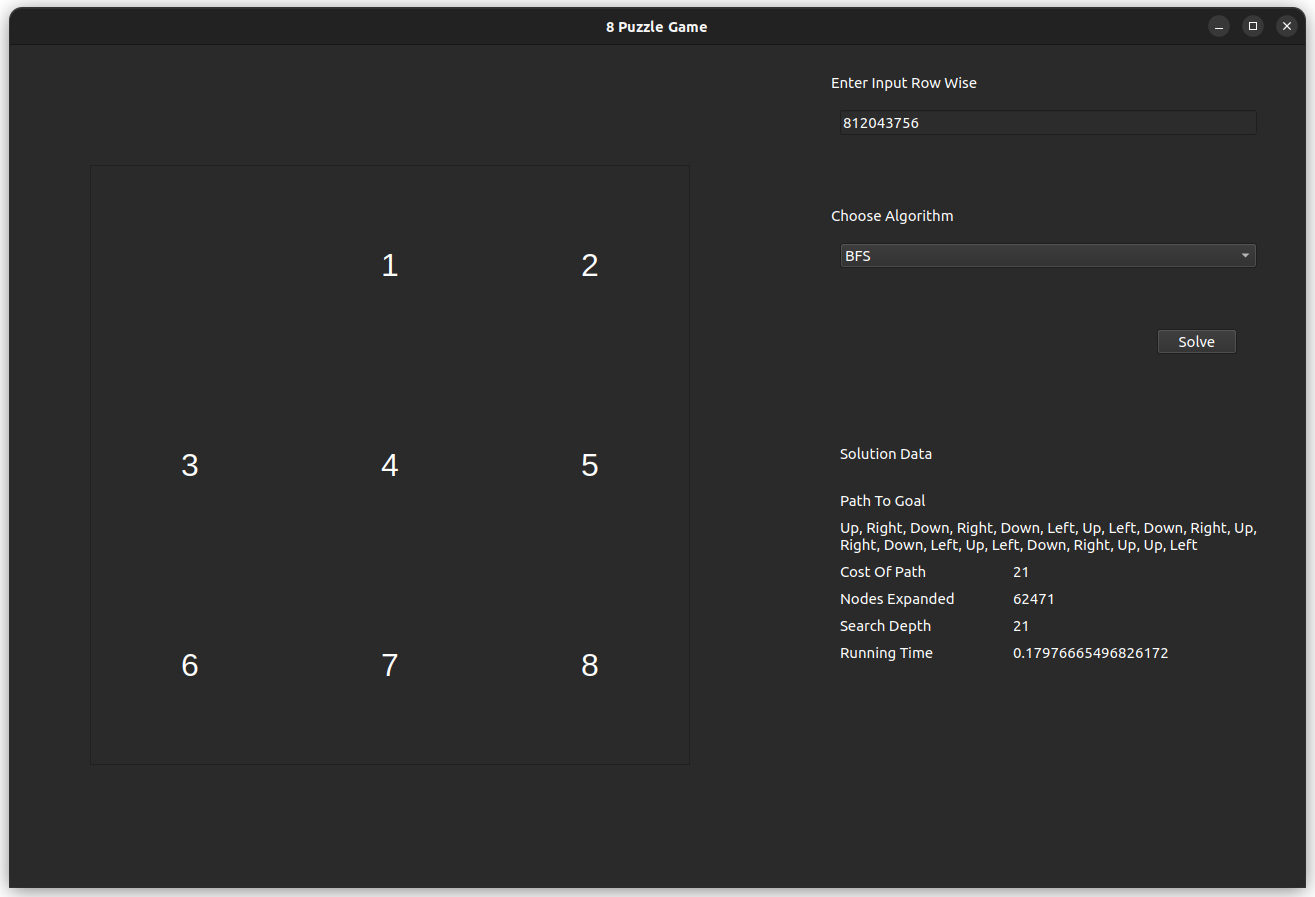 8 Puzzle Game
Enter Input Row Wise
812043756
Choose Algorithm
BFS
Solve
1 2
3 4 5
6 7 8
Solution Data
Path To Goal
Up, Right, Down, Right, Down, Left, Up, Left, Down, Right, Up,
Right, Down, Left, Up, Left, Down, Right, Up, Up, Left
Cost Of Path 21
Nodes Expanded 62471
Search Depth 21
Running Time 0.17976665496826172